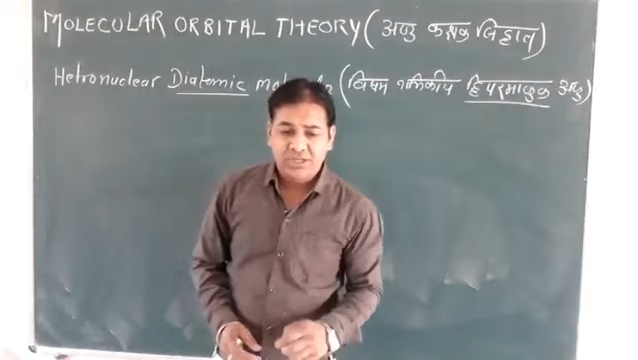 MOLECULAR ORBITAL THEORY (अणु कक्षक सिद्धांत)
Hetronuclear Diatomic (विषम नाभिकीय द्विपरमाणुक अणु)